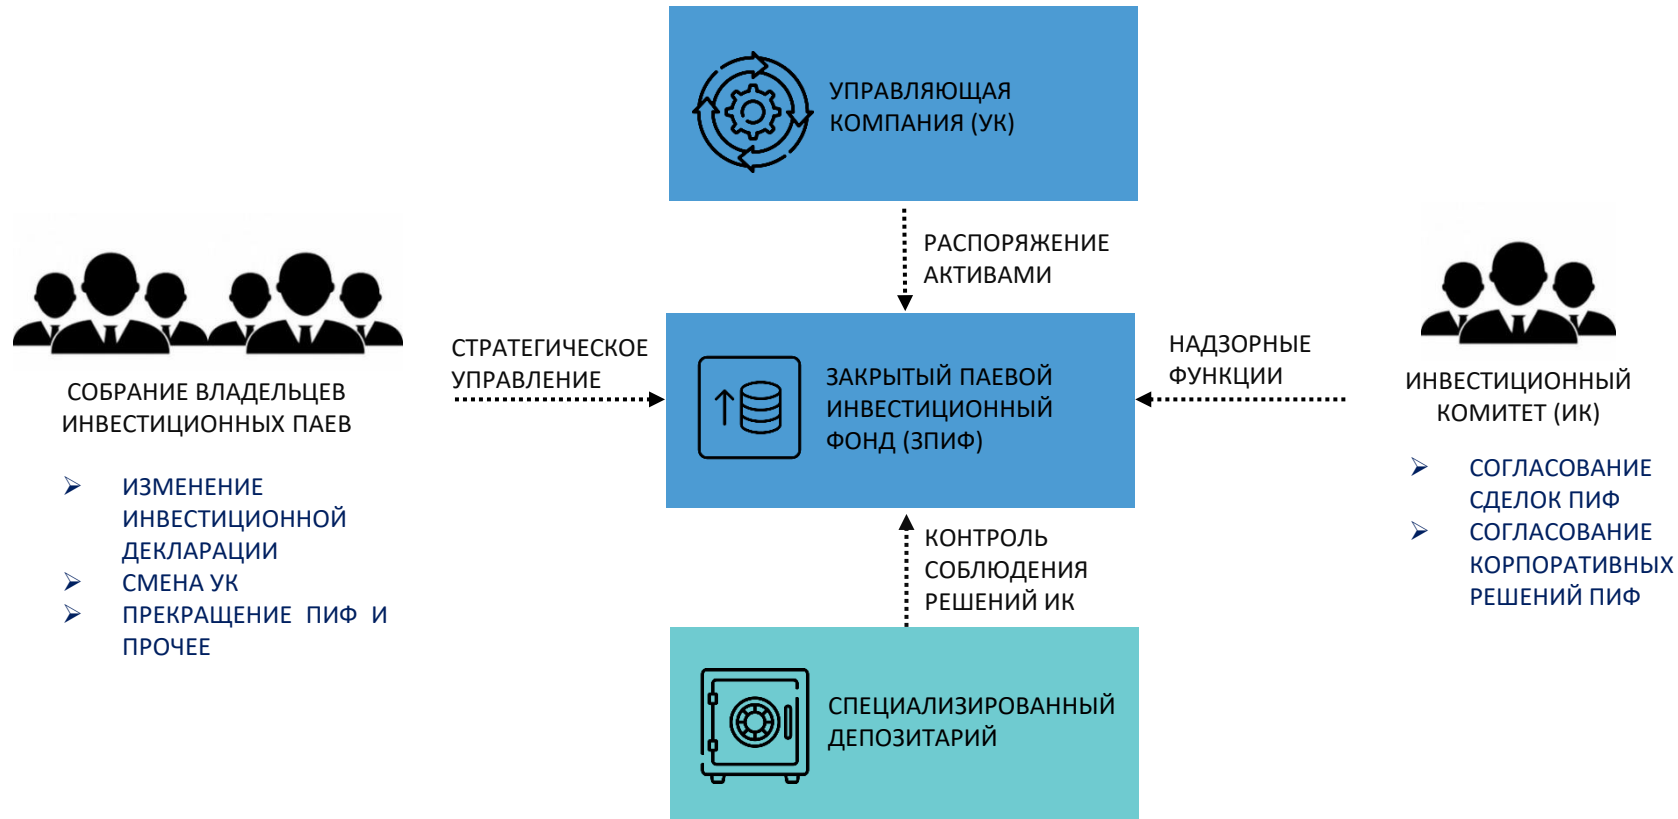 УПРАВЛЯЮЩАЯ
КОМПАНИЯ (УК)
РАСПОРЯЖЕНИЕ
АКТИВАМИ
СТРАТЕГИЧЕСКОЕ
УПРАВЛЕНИЕ
ЗАКРЫТЫЙ ПАЕВОЙ
ИНВЕСТИЦИОННЫЙ
ФОНД (ЗПИФ)
НАДЗОРНЫЕ
ФУНКЦИИ
СОБРАНИЕ ВЛАДЕЛЬЦЕВ
ИНВЕСТИЦИОННЫХ ПАЕВ
➢ ИЗМЕНЕНИЕ
ИНВЕСТИЦИОННОЙ
ДЕКЛАРАЦИИ
➢ СМЕНА УК
➢ ПРЕКРАЩЕНИЕ ПИФ И
ПРОЧЕЕ
ИНВЕСТИЦИОННЫЙ
КОМИТЕТ (ИК)
➢ СОГЛАСОВАНИЕ
СДЕЛОК ПИФ
➢ СОГЛАСОВАНИЕ
КОРПОРАТИВНЫХ
РЕШЕНИЙ ПИФ
КОНТРОЛЬ
СОБЛЮДЕНИЯ
РЕШЕНИЙ ИК
СПЕЦИАЛИЗИРОВАННЫЙ
ДЕПОЗИТАРИЙ